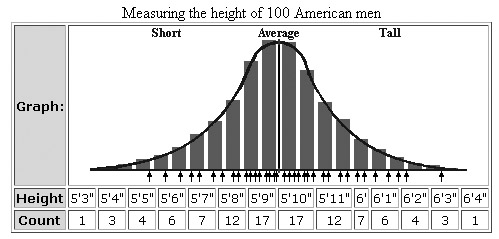 Measuring the height of 100 American men
Short Average Tall
Graph:
Height 5'3" 5'4" 5'5" 5'6" 5'7" 5'8" 5'9" 5'10" 5'11" 6' 6'1" 6'2" 6'3" 6'4"
Count 1 3 4 6 7 12 17 17 12 7 6 4 3 1